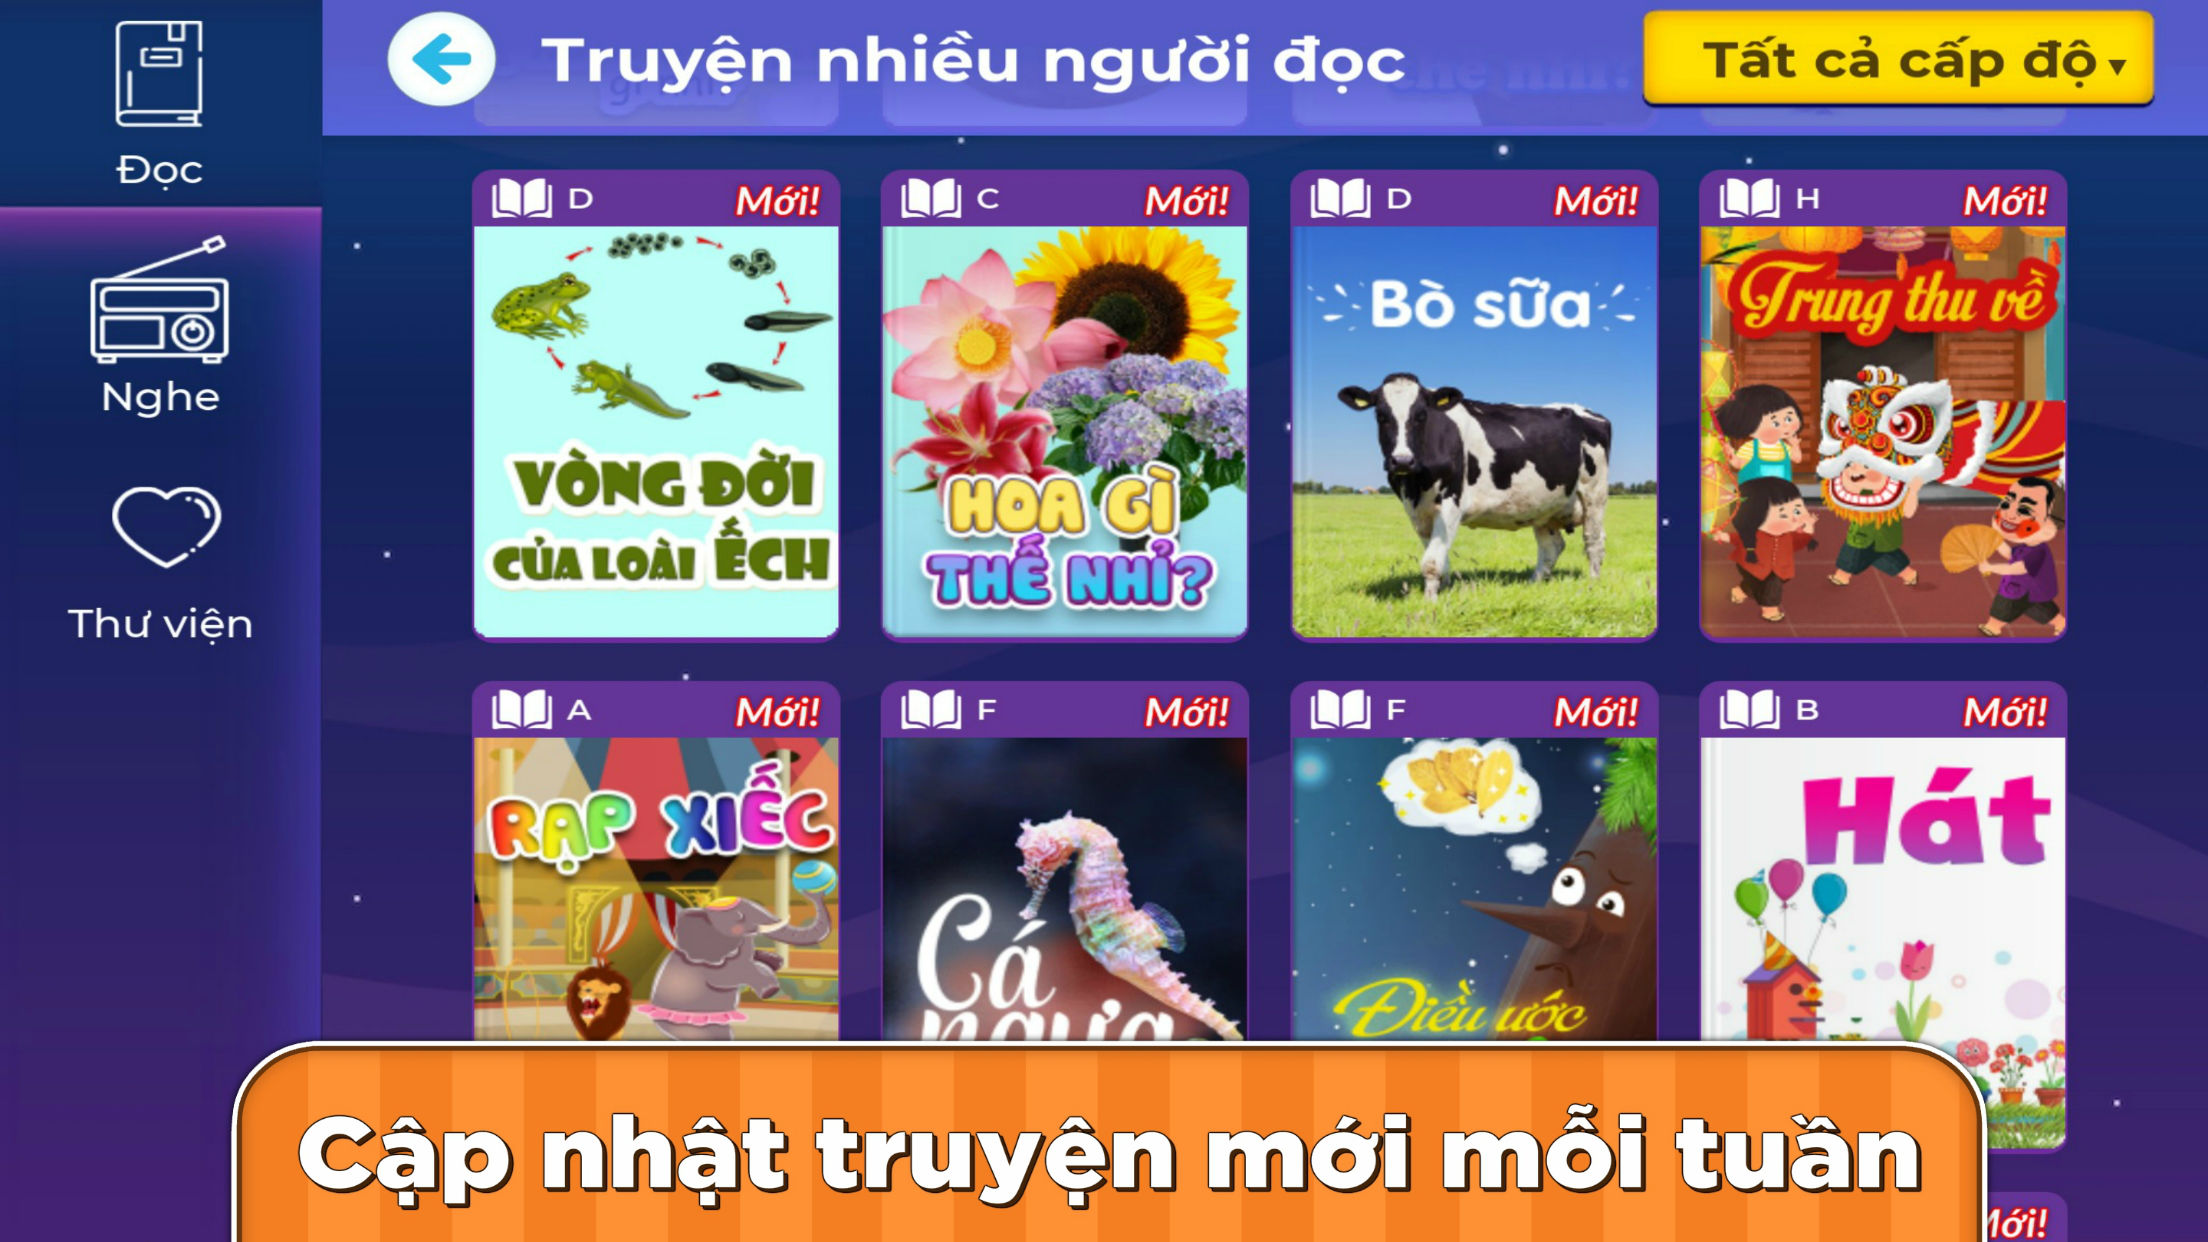 Đọc
Nghe
Thư viện
Truyện nhiều người đọc
Tất cả cấp độ
D Mới!
VÒNG ĐỜI
CỦA LOÀI ẾCH
C Mới!
HOA GÌ
THẾ NHỈ?
D Mới!
Bò sữa
H Mới!
Trung thu về
A Mới!
RẠP XIẾC
F Mới!
Cá
ngựa
F Mới!
Điều ước
B Mới!
Hát
Cập nhật truyện mới mỗi tuần
Mới!